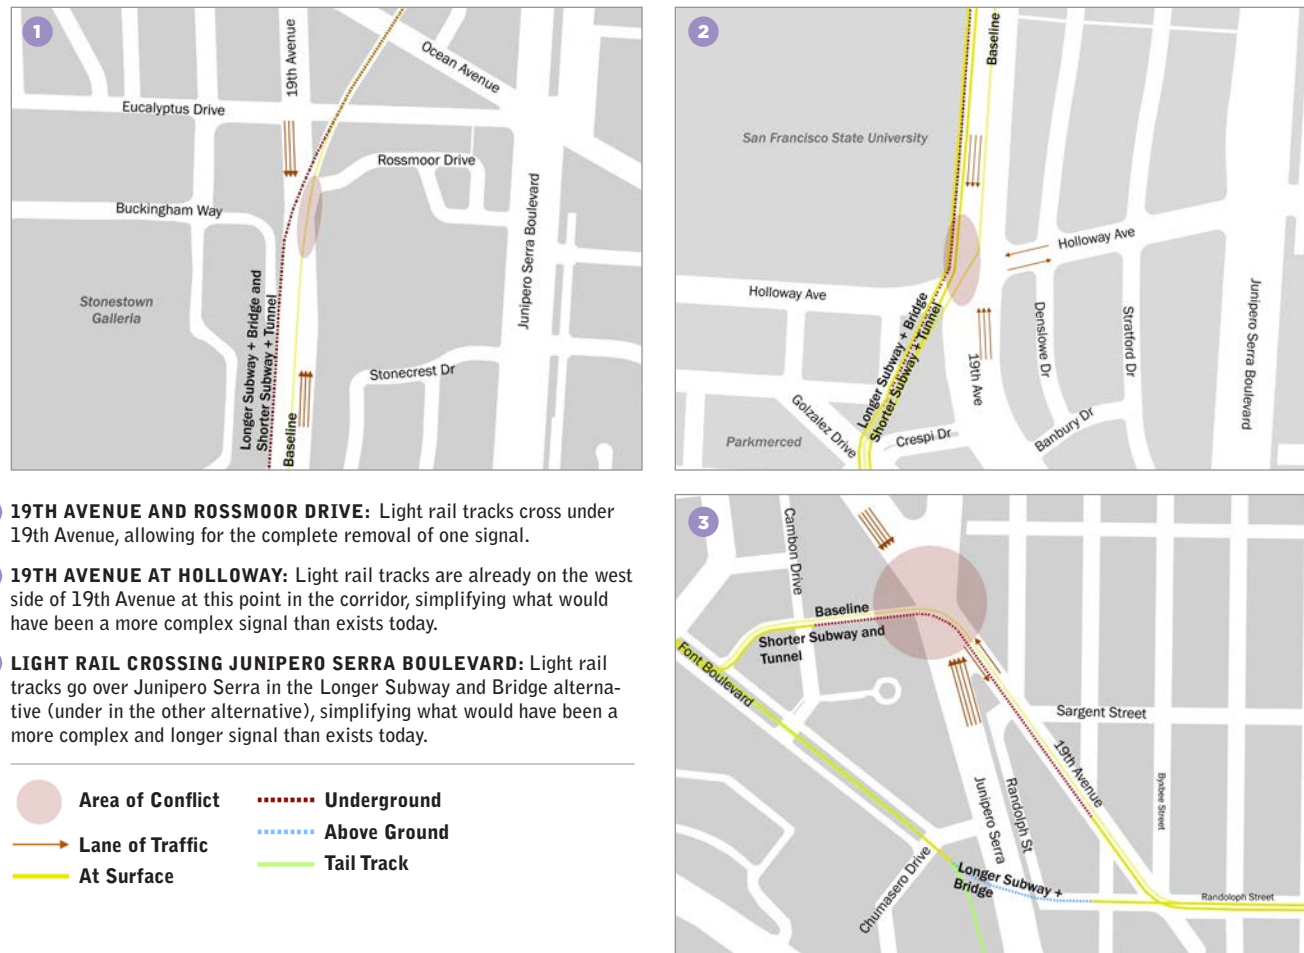 1
19th Avenue
Ocean Avenue
Eucalyptus Drive
Rossmoor Drive
Buckingham Way
Junipero Serra Boulevard
Stonestown
Galleria
Longer Subway + Bridge and
Shorter Subway + Tunnel
Stonecrest Dr
Baseline
2
Baseline
San Francisco State University
Holloway Ave
Holloway Ave
Longer Subway + Bridge
Shorter Subway + Tunnel
19th Ave
Denslowe Dr
Stratford Dr
Junipero Serra Boulevard
Golzalez Drive
Crespi Dr
Banbury Dr
Parkmerced
19TH AVENUE AND ROSSMOOR DRIVE: Light rail tracks cross under
19th Avenue, allowing for the complete removal of one signal.
19TH AVENUE AT HOLLOWAY: Light rail tracks are already on the west
side of 19th Avenue at this point in the corridor, simplifying what would
have been a more complex signal than exists today.
LIGHT RAIL CROSSING JUNIPERO SERRA BOULEVARD: Light rail
tracks go over Junipero Serra in the Longer Subway and Bridge alterna-
tive (under in the other alternative), simplifying what would have been a
more complex and longer signal than exists today.
Area of Conflict
Lane of Traffic
At Surface
Underground
Above Ground
Tail Track
3
Cambon Drive
Baseline
Shorter Subway and
Tunnel
Font Boulevard
Sargent Street
19th Avenue
Byxbee Street
Junipero Serra
Randolph St
Chumasero Drive
Longer Subway +
Bridge
Randoloph Street